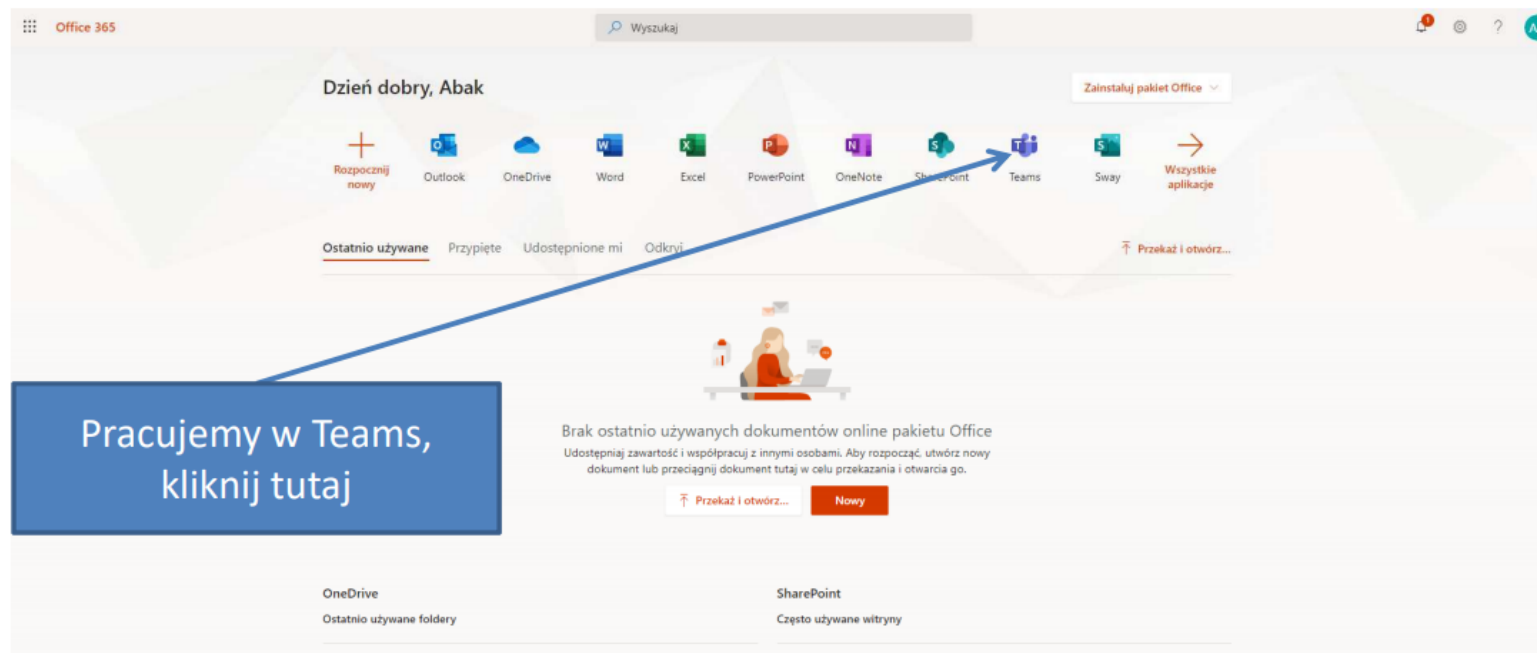 Office 365
Wyszukaj
1
?
A
Dzień dobry, Abak
Zainstaluj pakiet Office
Rozpocznij
nowy
Outlook
OneDrive
Word
Excel
PowerPoint
OneNote
SharePoint
Teams
Sway
Wszystkie
aplikacje
Ostatnio używane Przypięte Udostępnione mi Odkryj
Przekaż i otwórz...
Pracujemy w Teams,
kliknij tutaj
Brak ostatnio używanych dokumentów online pakietu Office
Udostępniaj zawartość i współpracuj z innymi osobami. Aby rozpocząć, utwórz nowy
dokument lub przeciągnij dokument tutaj w celu przekazania i otwarcia go.
Przekaż i otwórz...
Nowy
OneDrive
Ostatnio używane foldery
SharePoint
Często używane witryny